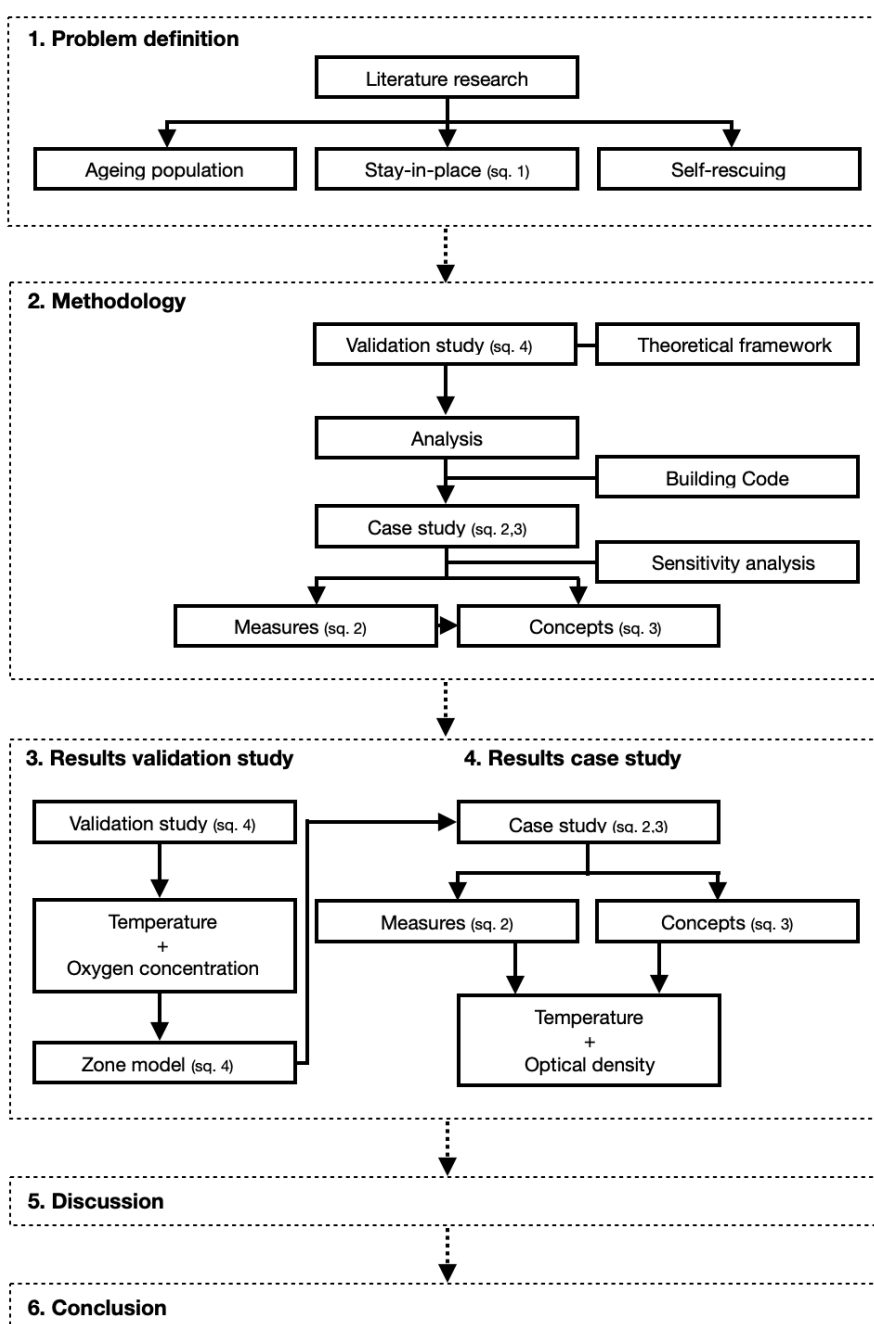 1. Problem definition
Literature research
Ageing population
Stay-in-place (sq. 1)
Self-rescuing
2. Methodology
Validation study (sq. 4)
Theoretical framework
Analysis
Building Code
Case study (sq. 2,3)
Sensitivity analysis
Measures (sq. 2)
Concepts (sq. 3)
3. Results validation study
4. Results case study
Validation study (sq. 4)
Temperature
+
Oxygen concentration
Zone model (sq. 4)
Case study (sq. 2,3)
Measures (sq. 2)
Concepts (sq. 3)
Temperature
+
Optical density
5. Discussion
6. Conclusion